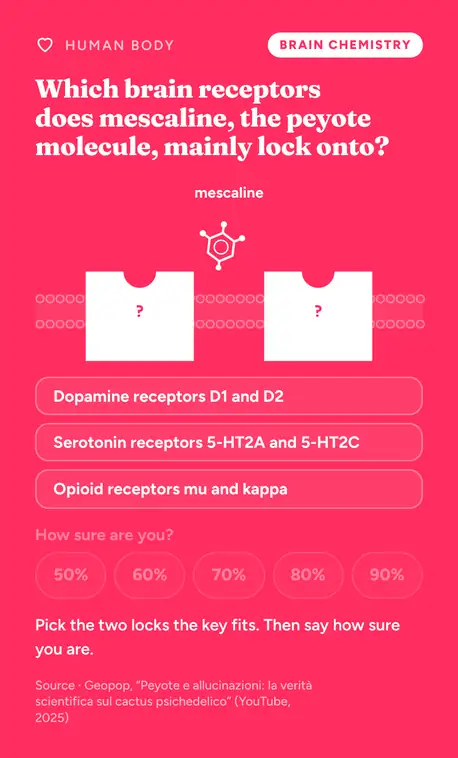 HUMAN BODY
BRAIN CHEMISTRY
Which brain receptors
does mescaline, the peyote
molecule, mainly lock onto?
mescaline
? ?
Dopamine receptors D1 and D2
Serotonin receptors 5-HT2A and 5-HT2C
Opioid receptors mu and kappa
How sure are you?
50% 60% 70% 80% 90%
Pick the two locks the key fits. Then say how sure
you are.
Source · Geopop, “Peyote e allucinazioni: la verità
scientifica sul cactus psichedelico” (YouTube,
2025)